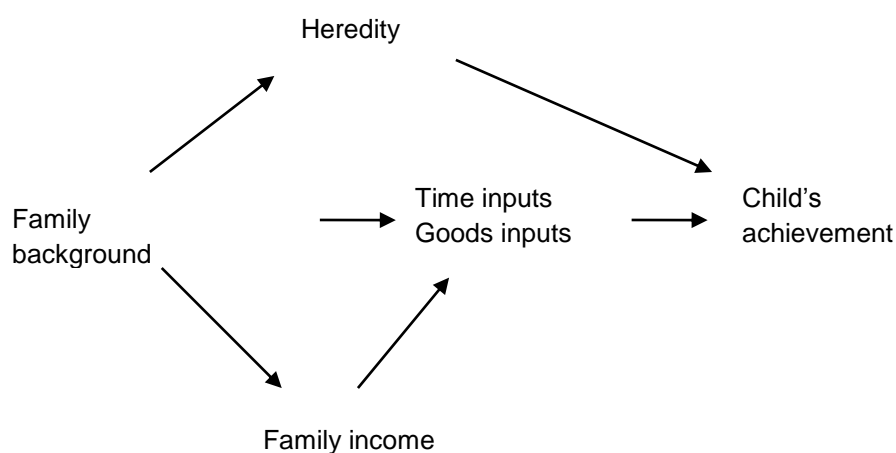 Heredity
Family
background
Time inputs
Goods inputs
Child’s
achievement
Family income